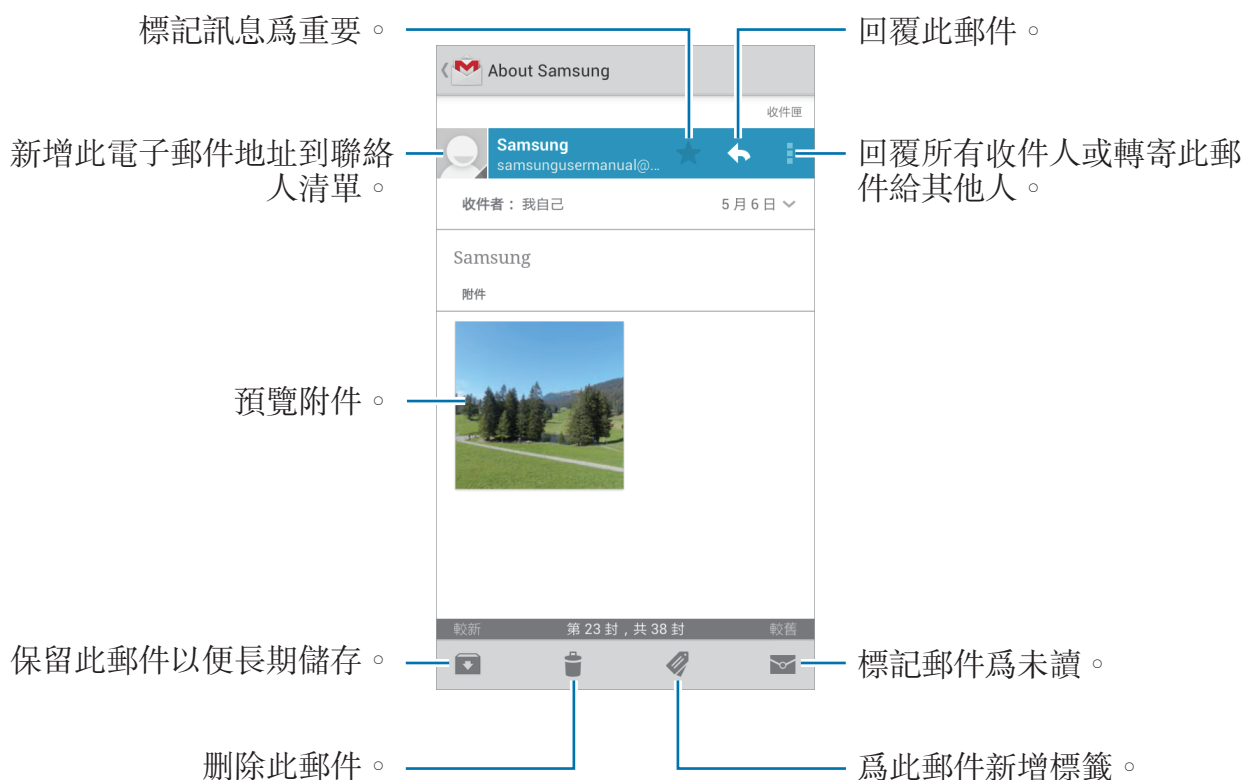 標記訊息爲重要。
回覆此郵件。
About Samsung
收件匣
新增此電子郵件地址到聯絡
人清單。
Samsung
samsungusermanual@...
回覆所有收件人或轉寄此郵
件給其他人。
收件者： 我自己
5 月 6 日
Samsung
附件
預覽附件。
較新
第 23 封，共 38 封
較舊
保留此郵件以便長期儲存。
標記郵件爲未讀。
刪除此郵件。
爲此郵件新增標籤。